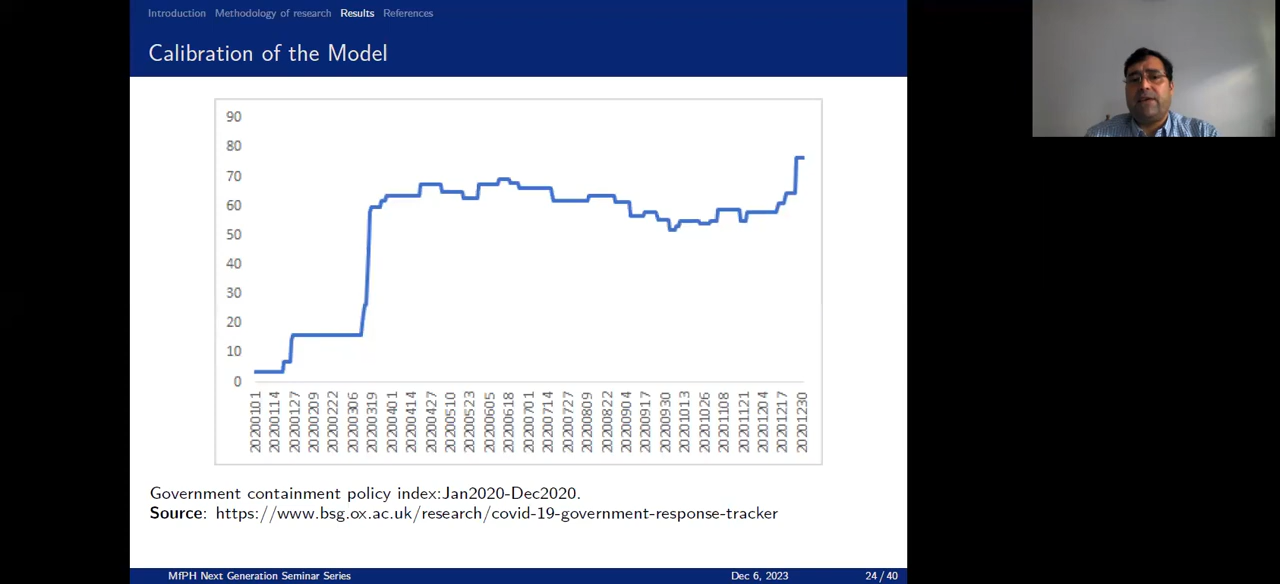 Introduction Methodology of research Results References
Calibration of the Model
90
80
70
60
50
40
30
20
10
0
20200101 20200114 20200127 20200209 20200222 20200306 20200319 20200401 20200414 20200427 20200510 20200523 20200605 20200618 20200701 20200714 20200727 20200809 20200822 20200904 20200917 20200930 20201013 20201026 20201108 20201121 20201204 20201217 20201230
Government containment policy index:Jan2020-Dec2020.
Source: https://www.bsg.ox.ac.uk/research/covid-19-government-response-tracker
MfPH Next Generation Seminar Series Dec 6, 2023 24 / 40